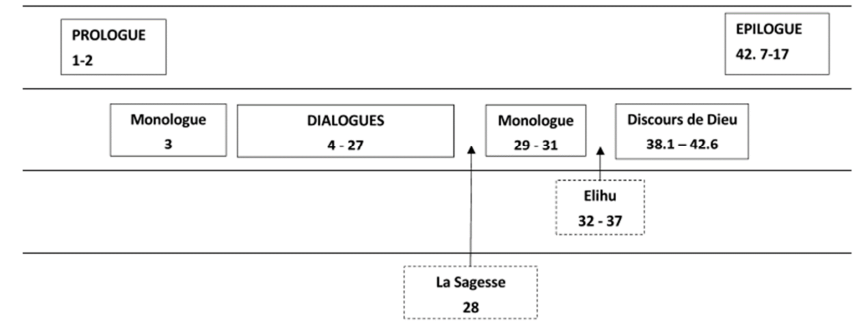 PROLOGUE
1-2
EPILOGUE
42. 7-17
Monologue
3
DIALOGUES
4 - 27
Monologue
29 - 31
Discours de Dieu
38.1 – 42.6
Elihu
32 - 37
La Sagesse
28